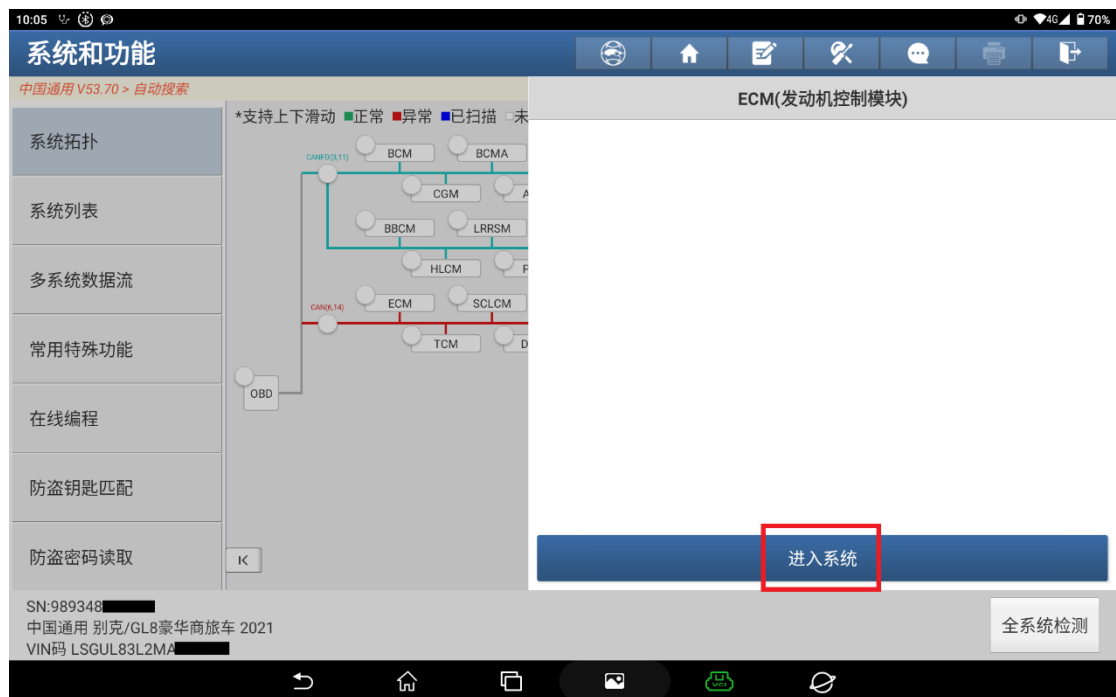 10:05 4G 70%
系统和功能
中国通用 V53.70 > 自动搜索
系统拓扑
系统列表
多系统数据流
常用特殊功能
在线编程
防盗钥匙匹配
防盗密码读取
*支持上下滑动 ■正常 ■异常 ■已扫描 □未
CANFD(3,11)
BCM BCMA
CGM A
BBCM LRRSM
HLCM
CAN(6,14)
ECM SCLCM
TCM D
OBD
ECM(发动机控制模块)
进入系统
SN:989348
中国通用 别克/GL8豪华商旅车 2021
VIN码 LSGUL83L2MA
全系统检测
VCI